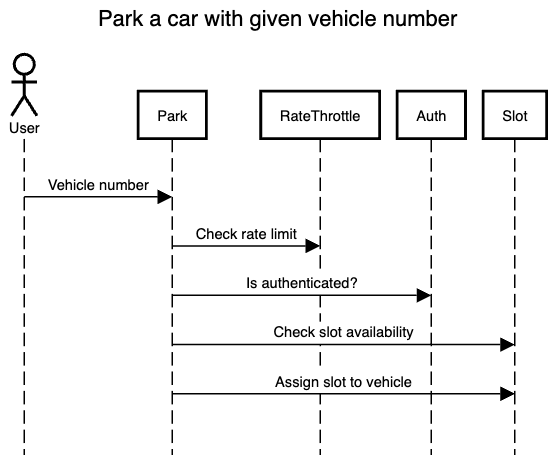 Park a car with given vehicle number
User
Park
RateThrottle
Auth
Slot
Vehicle number
Check rate limit
Is authenticated?
Check slot availability
Assign slot to vehicle